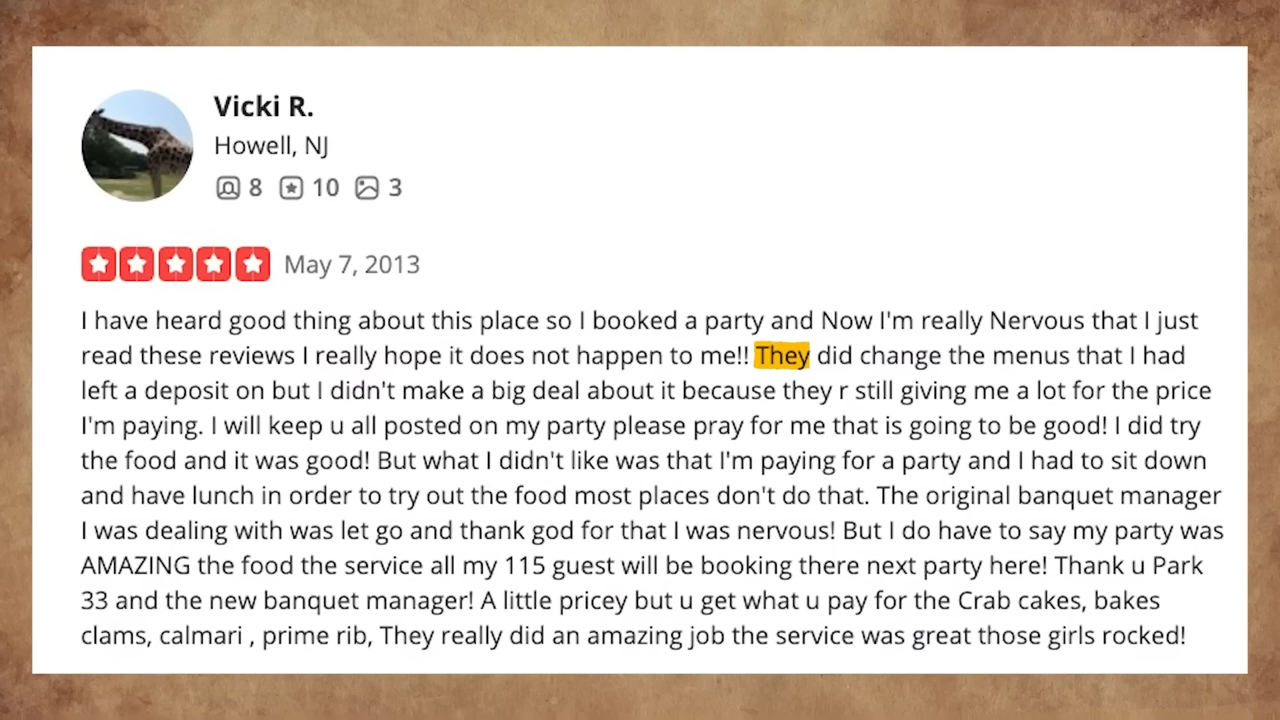 Vicki R.
Howell, NJ
8 10 3
May 7, 2013
I have heard good thing about this place so I booked a party and Now I'm really Nervous that I just
read these reviews I really hope it does not happen to me!! They did change the menus that I had
left a deposit on but I didn't make a big deal about it because they r still giving me a lot for the price
I'm paying. I will keep u all posted on my party please pray for me that is going to be good! I did try
the food and it was good! But what I didn't like was that I'm paying for a party and I had to sit down
and have lunch in order to try out the food most places don't do that. The original banquet manager
I was dealing with was let go and thank god for that I was nervous! But I do have to say my party was
AMAZING the food the service all my 115 guest will be booking there next party here! Thank u Park
33 and the new banquet manager! A little pricey but u get what u pay for the Crab cakes, bakes
clams, calmari , prime rib, They really did an amazing job the service was great those girls rocked!